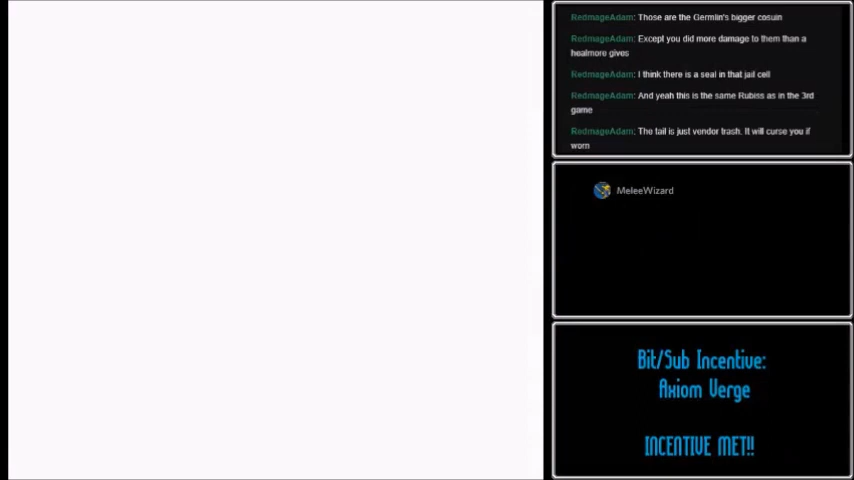 RedmageAdam: Those are the Germlin's bigger cosuin
RedmageAdam: Except you did more damage to them than a
healmore gives
RedmageAdam: I think there is a seal in that jail cell
RedmageAdam: And yeah this is the same Rubiss as in the 3rd
game
RedmageAdam: The tail is just vendor trash. It will curse you if
worn
MeleeWizard
Bit/Sub Incentive:
Axiom Verge
INCENTIVE MET!!